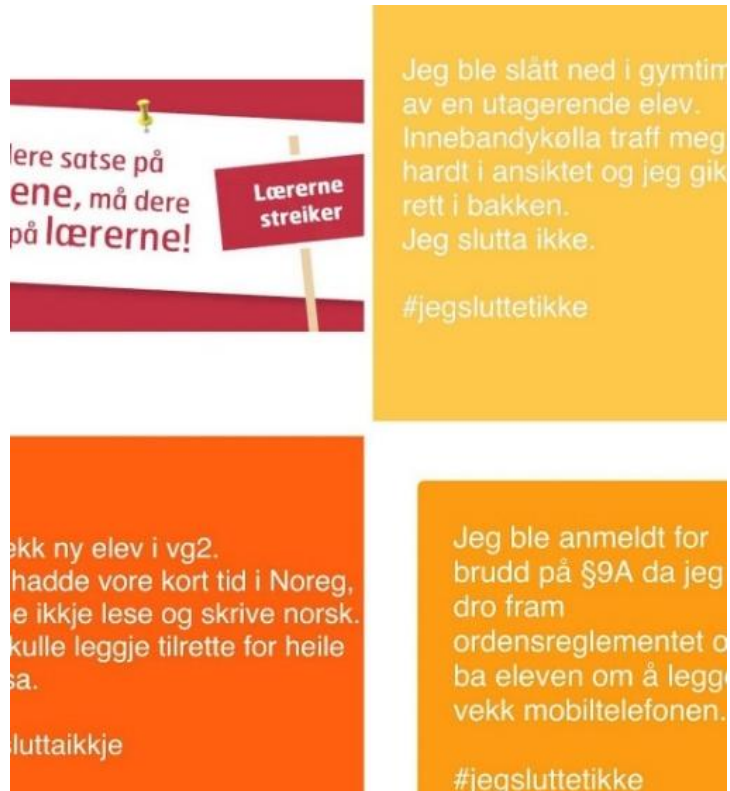 lere satse på
ene, må dere
på lærerne!
Lærerne
streiker
Jeg ble slått ned i gymtim
av en utagerende elev.
Innebandykølla traff meg
hardt i ansiktet og jeg gik
rett i bakken.
Jeg slutta ikke.
#jegsluttetikke
ekk ny elev i vg2.
hadde vore kort tid i Noreg,
e ikkje lese og skrive norsk.
kulle leggje tilrette for heile
sa.
sluttaikkje
Jeg ble anmeldt for
brudd på §9A da jeg
dro fram
ordensreglementet o
ba eleven om å legge
vekk mobiltelefonen.
#jegsluttetikke